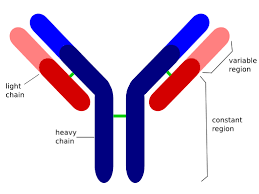 light
chain
heavy
chain
variable
region
constant
region